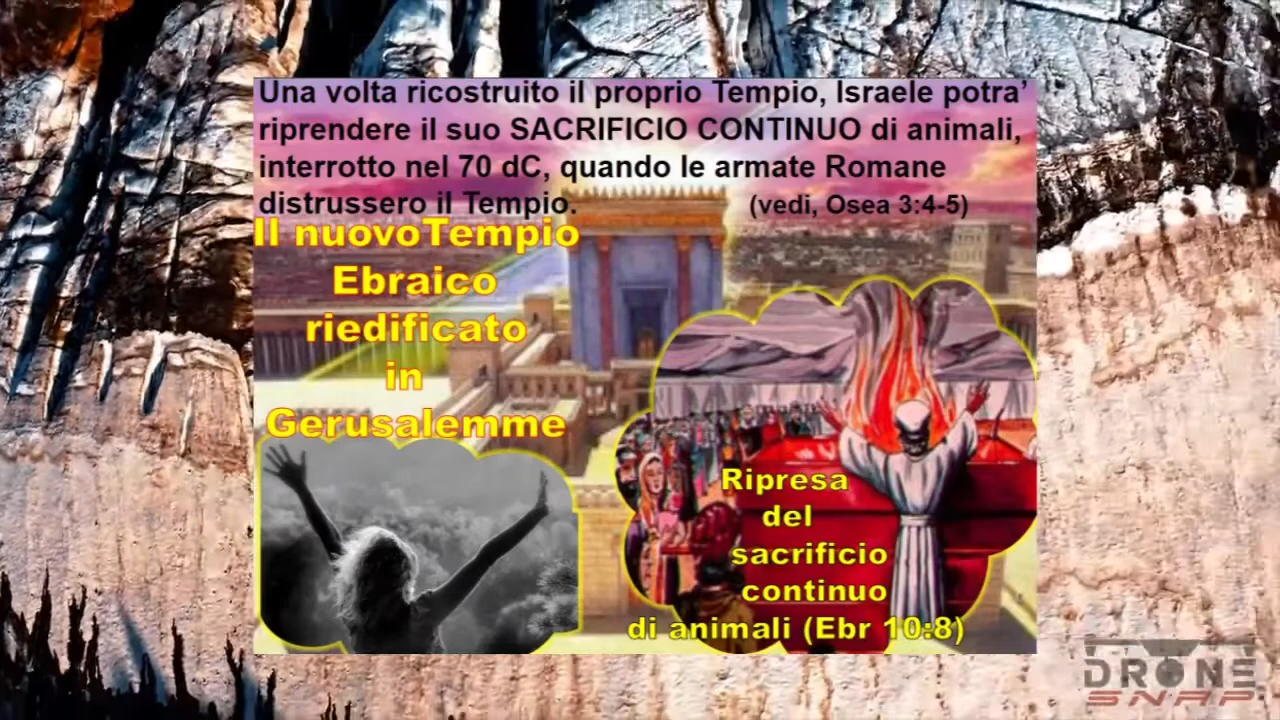 Una volta ricostruito il proprio Tempio, Israele potra’
riprendere il suo SACRIFICIO CONTINUO di animali,
interrotto nel 70 dC, quando le armate Romane
distrussero il Tempio. (vedi, Osea 3:4-5)
Il nuovoTempio
Ebraico
riedificato
in
Gerusalemme
Ripresa
del
sacrificio
continuo
di animali (Ebr 10:8)
DRONE
SNAP